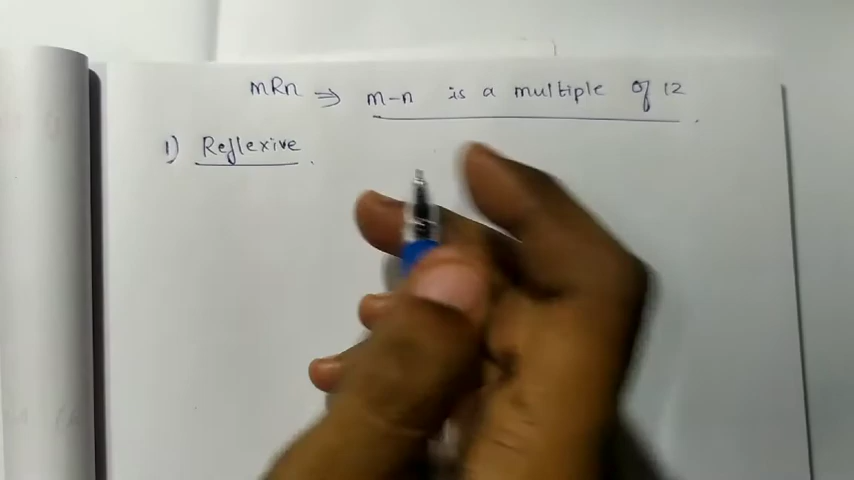 mRn ⇒ m-n is a multiple of 12
1) Reflexive.